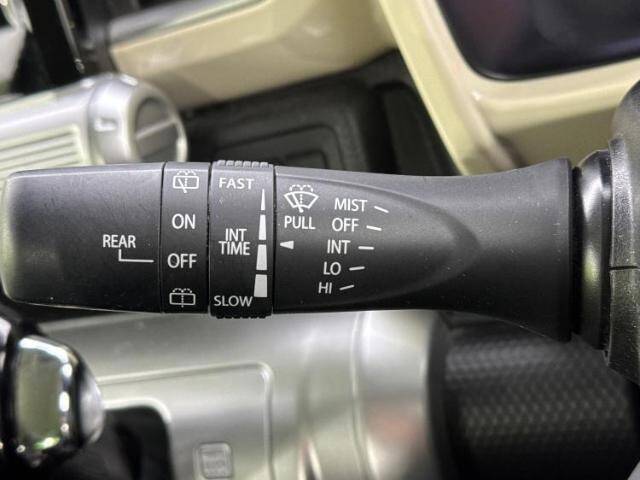 REAR
ON
OFF
FAST
INT
TIME
SLOW
PULL
MIST
OFF
INT
LO
HI